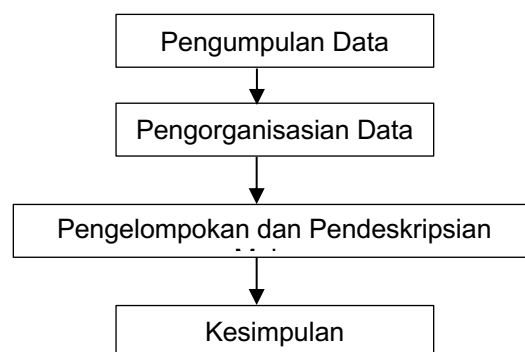 Pengumpulan Data
Pengorganisasian Data
Pengelompokan dan Pendeskripsian
Kesimpulan